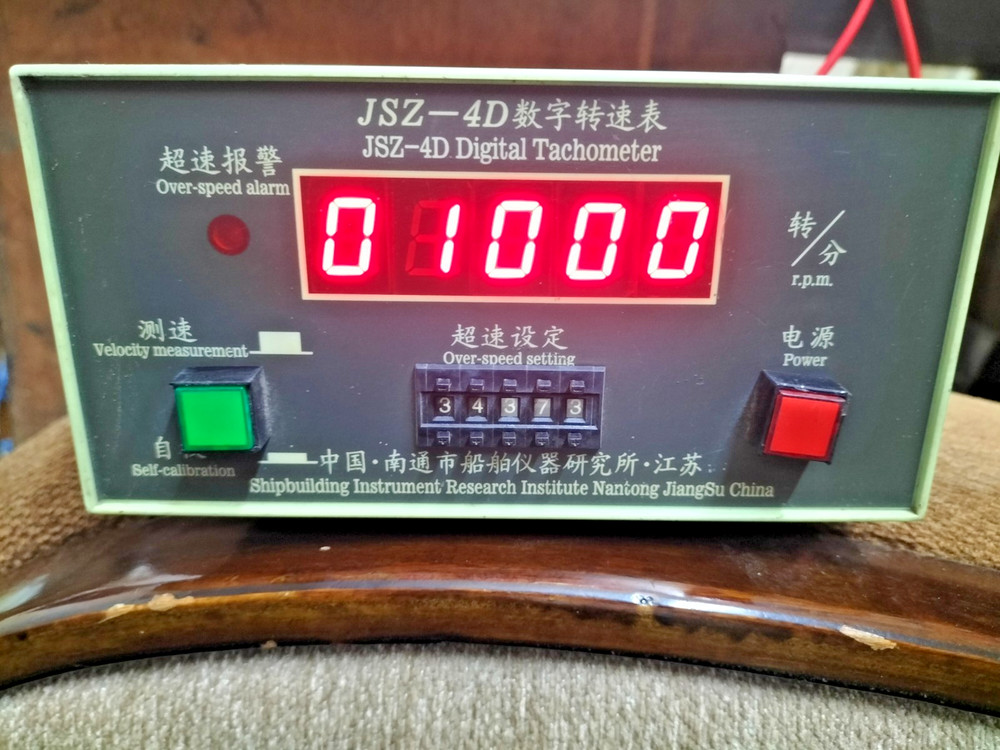 JSZ-4D数字转速表
JSZ-4D Digital Tachometer
超速报警
Over-speed alarm
01000
转/分
r.p.m.
测速
Velocity measurement
超速设定
Over-speed setting
电源
Power
34373
自
Self-calibration
中国·南通市船舶仪器研究所·江苏
Shipbuilding Instrument Research Institute Nantong JiangSu China